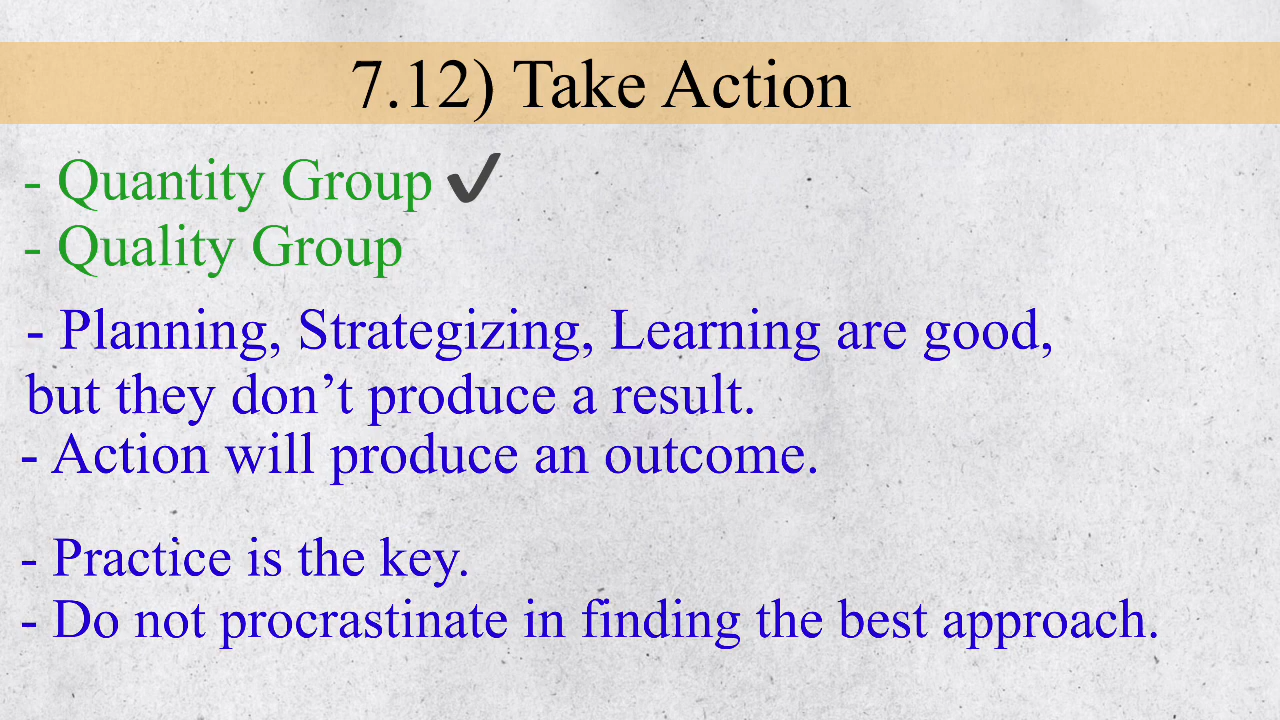 7.12) Take Action
- Quantity Group ✔
- Quality Group
- Planning, Strategizing, Learning are good,
but they don’t produce a result.
- Action will produce an outcome.
- Practice is the key.
- Do not procrastinate in finding the best approach.